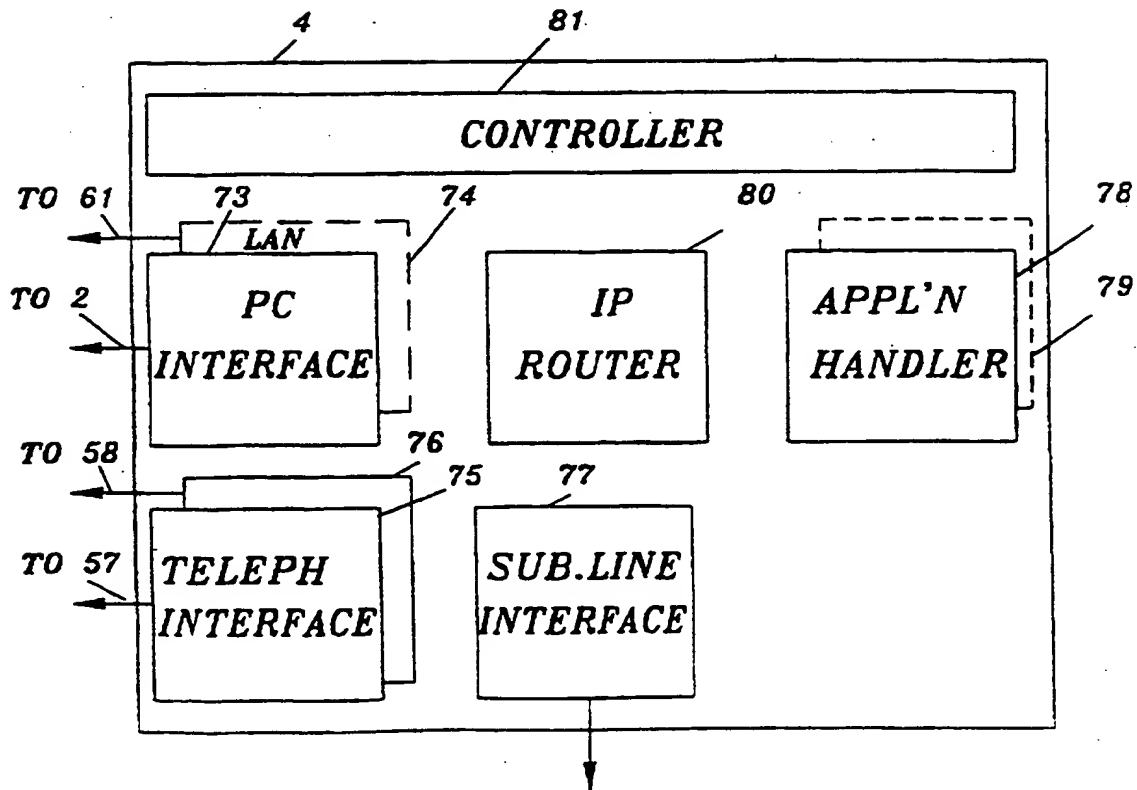 4
81
CONTROLLER
TO 61
73
74
80
78
LAN
TO 2
PC
INTERFACE
IP
ROUTER
APPL'N
HANDLER
79
TO 58
76
75
77
TO 57
TELEPH
INTERFACE
SUB.LINE
INTERFACE